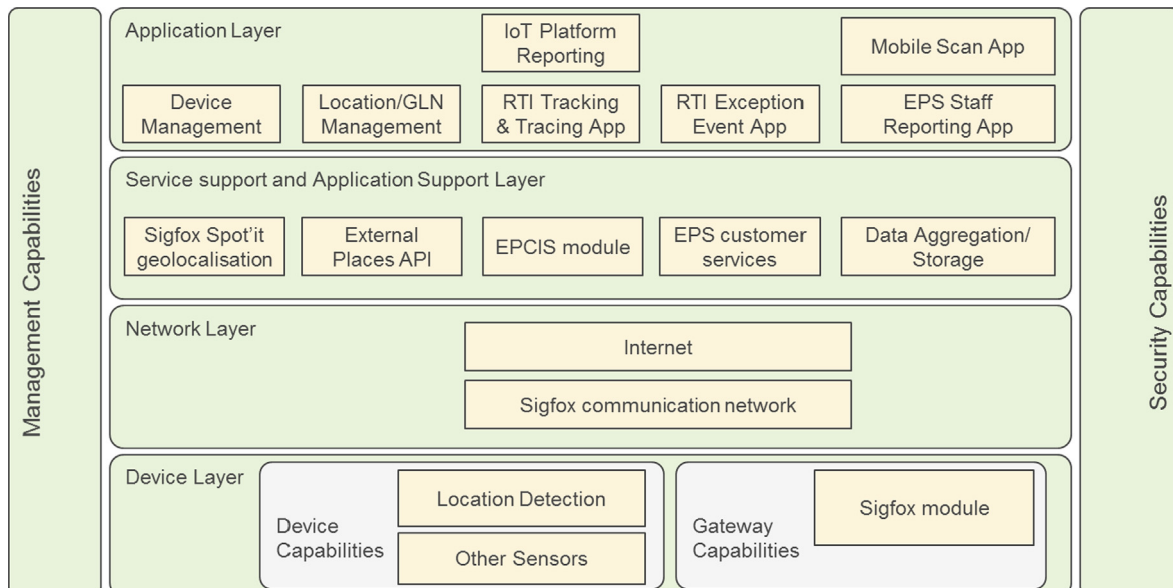 Management Capabilities
Application Layer
IoT Platform
Reporting
Mobile Scan App
Device
Management
Location/GLN
Management
RTI Tracking
& Tracing App
RTI Exception
Event App
EPS Staff
Reporting App
Service support and Application Support Layer
Sigfox Spot’it
geolocalisation
External
Places API
EPCIS module
EPS customer
services
Data Aggregation/
Storage
Network Layer
Internet
Sigfox communication network
Device Layer
Device
Capabilities
Location Detection
Other Sensors
Gateway
Capabilities
Sigfox module
Security Capabilities